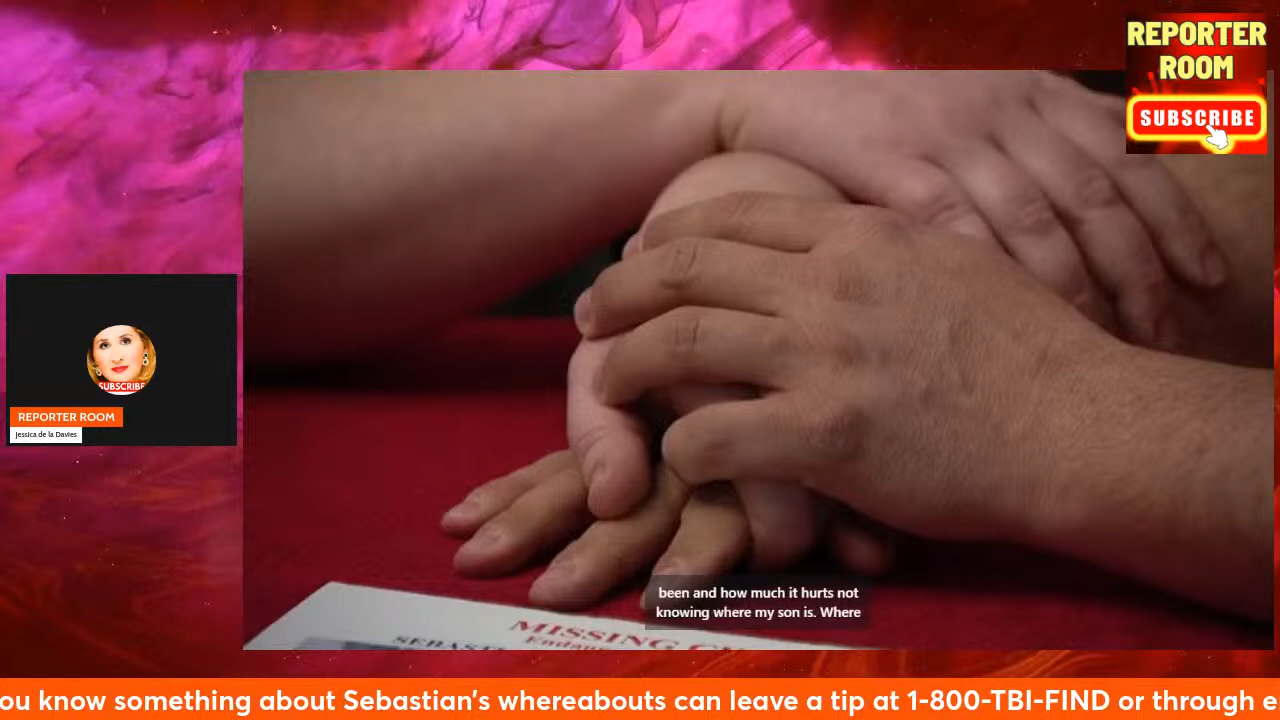 REPORTER
ROOM
SUBSCRIBE
SUBSCRIBE
REPORTER ROOM
Jessica de la Davies
been and how much it hurts not
knowing where my son is. Where
MISSING
ou know something about Sebastian's whereabouts can leave a tip at 1-800-TBI-FIND or through e